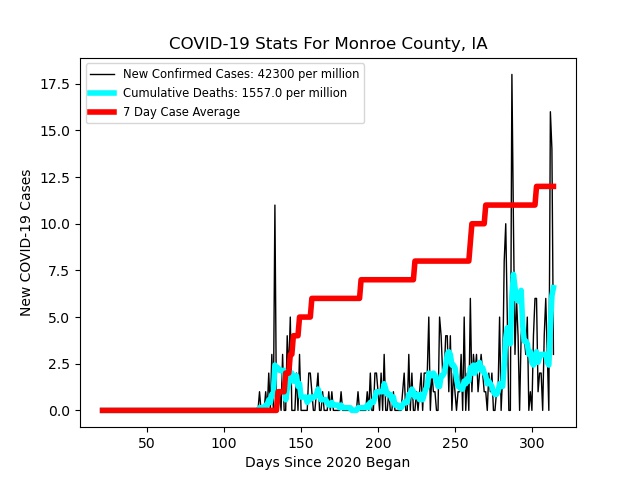 COVID-19 Stats For Monroe County, IA
New Confirmed Cases: 42300 per million
Cumulative Deaths: 1557.0 per million
7 Day Case Average
17.5
15.0
12.5
10.0
7.5
5.0
2.5
0.0
New COVID-19 Cases
50
100
150
200
250
300
Days Since 2020 Began